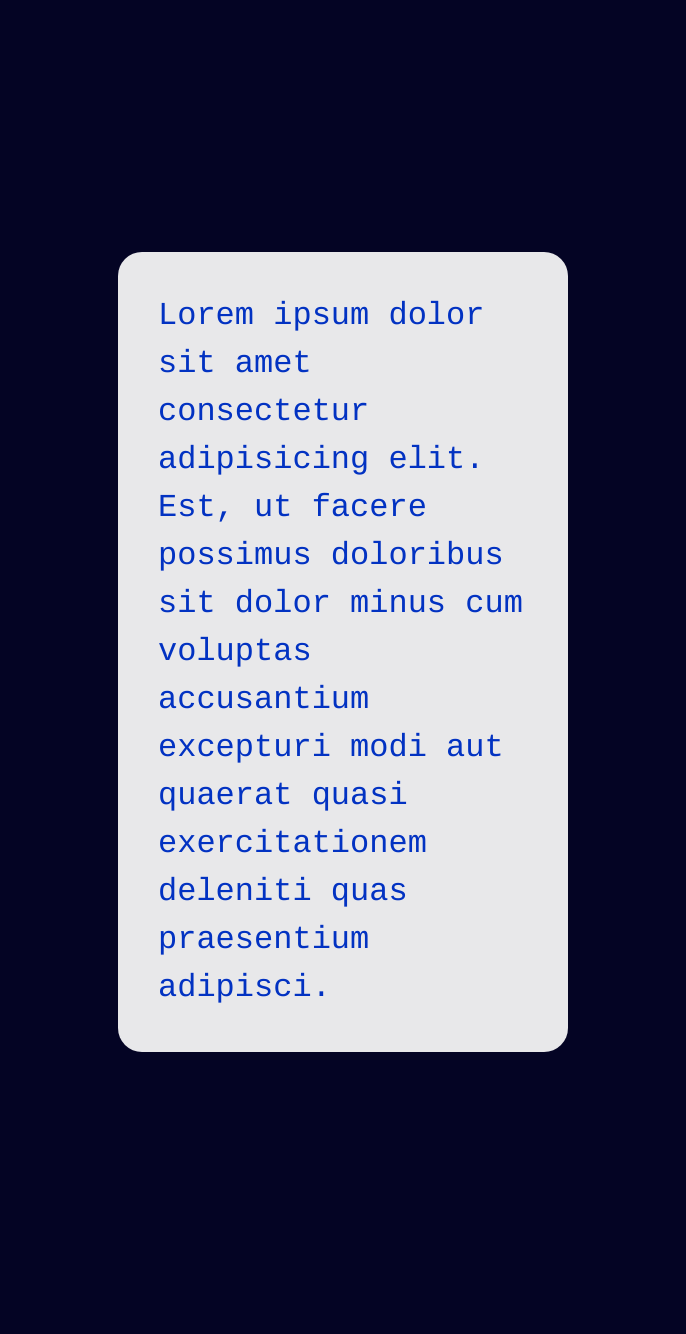 Lorem ipsum dolor
sit amet
consectetur
adipisicing elit.
Est, ut facere
possimus doloribus
sit dolor minus cum
voluptas
accusantium
excepturi modi aut
quaerat quasi
exercitationem
deleniti quas
praesentium
adipisci.